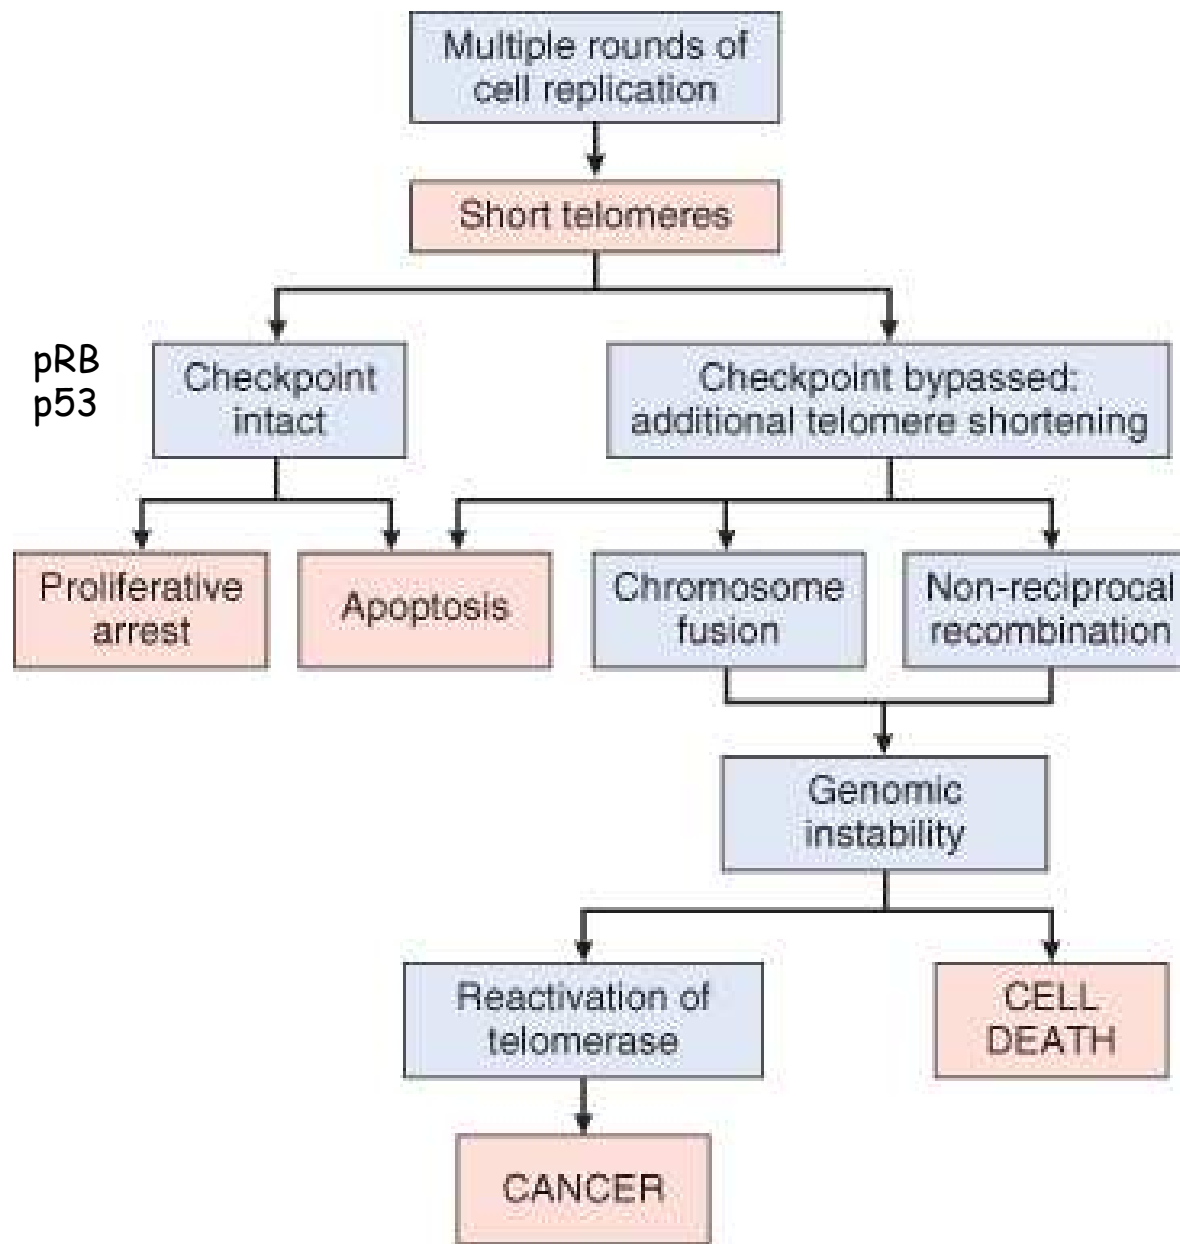 Multiple rounds of
cell replication
Short telomeres
pRB
p53
Checkpoint
intact
Checkpoint bypassed:
additional telomere shortening
Proliferative
arrest
Apoptosis
Chromosome
fusion
Non-reciprocal
recombination
Genomic
instability
Reactivation of
telomerase
CELL
DEATH
CANCER